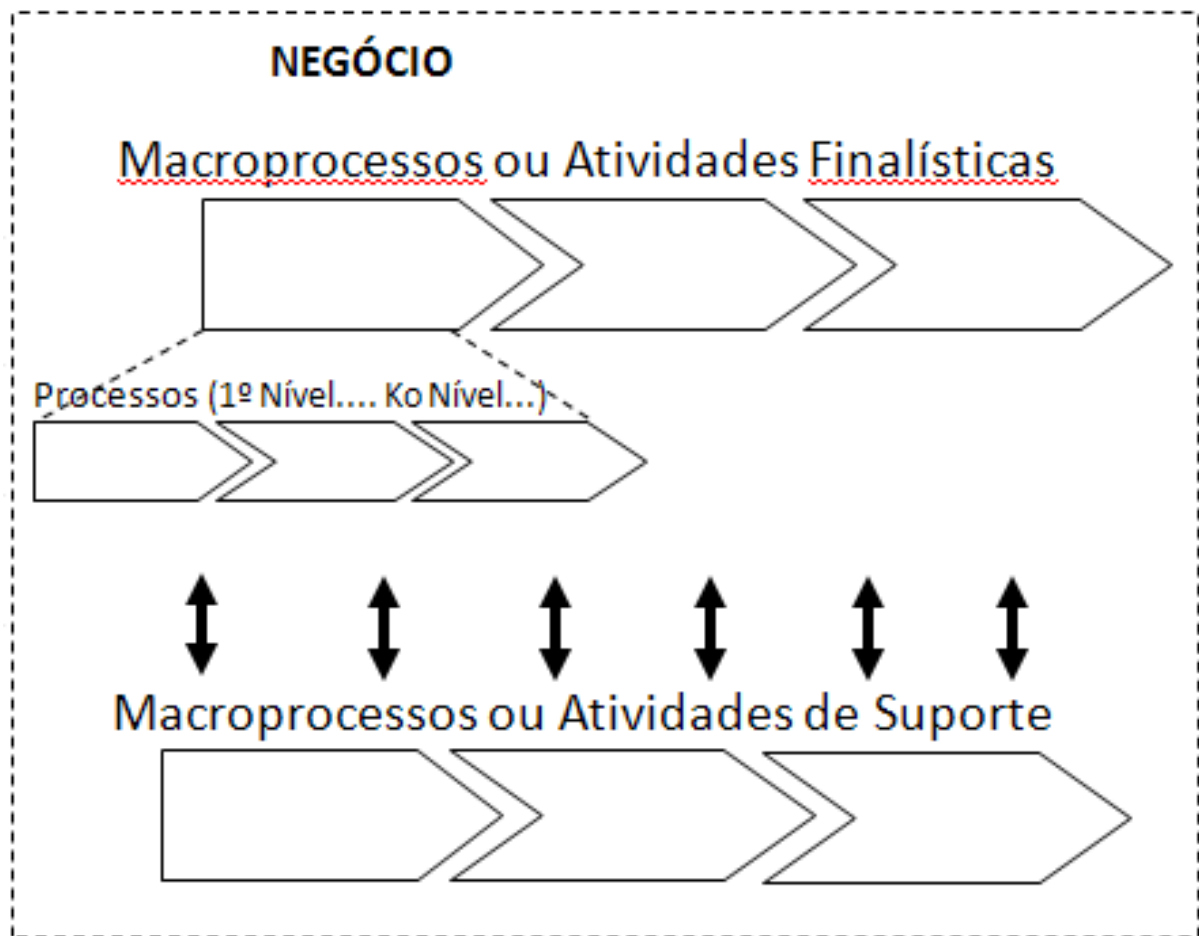 NEGÓCIO
Macroprocessos ou Atividades Finalísticas
Processos (1º Nível.... Ko Nível...)
Macroprocessos ou Atividades de Suporte